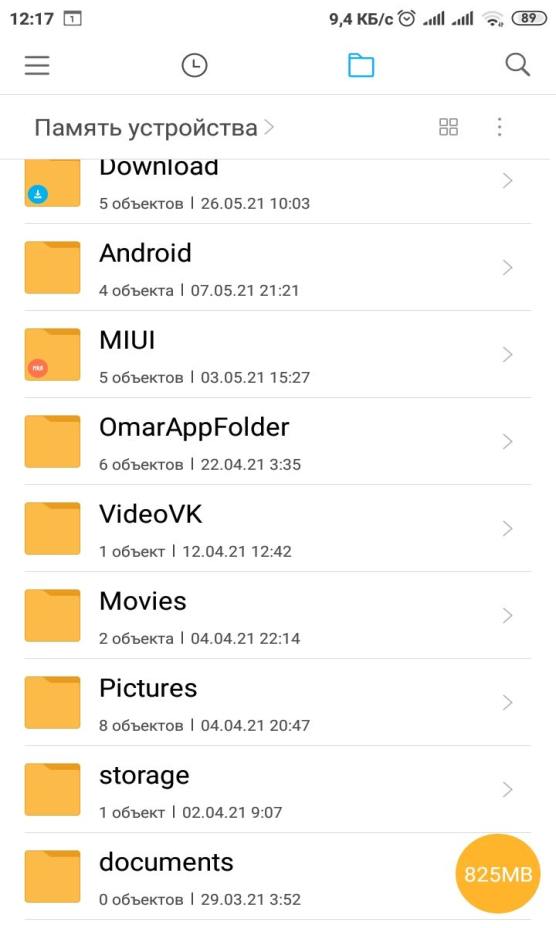 12:17 1 9,4 КБ/с 89
Память устройства
Download
5 объектов | 26.05.21 10:03
Android
4 объекта | 07.05.21 21:21
MIUI
5 объектов | 03.05.21 15:27
OmarAppFolder
6 объектов | 22.04.21 3:35
VideoVK
1 объект | 12.04.21 12:42
Movies
2 объекта | 04.04.21 22:14
Pictures
8 объектов | 04.04.21 20:47
storage
1 объект | 02.04.21 9:07
documents
0 объектов | 29.03.21 3:52
825MB